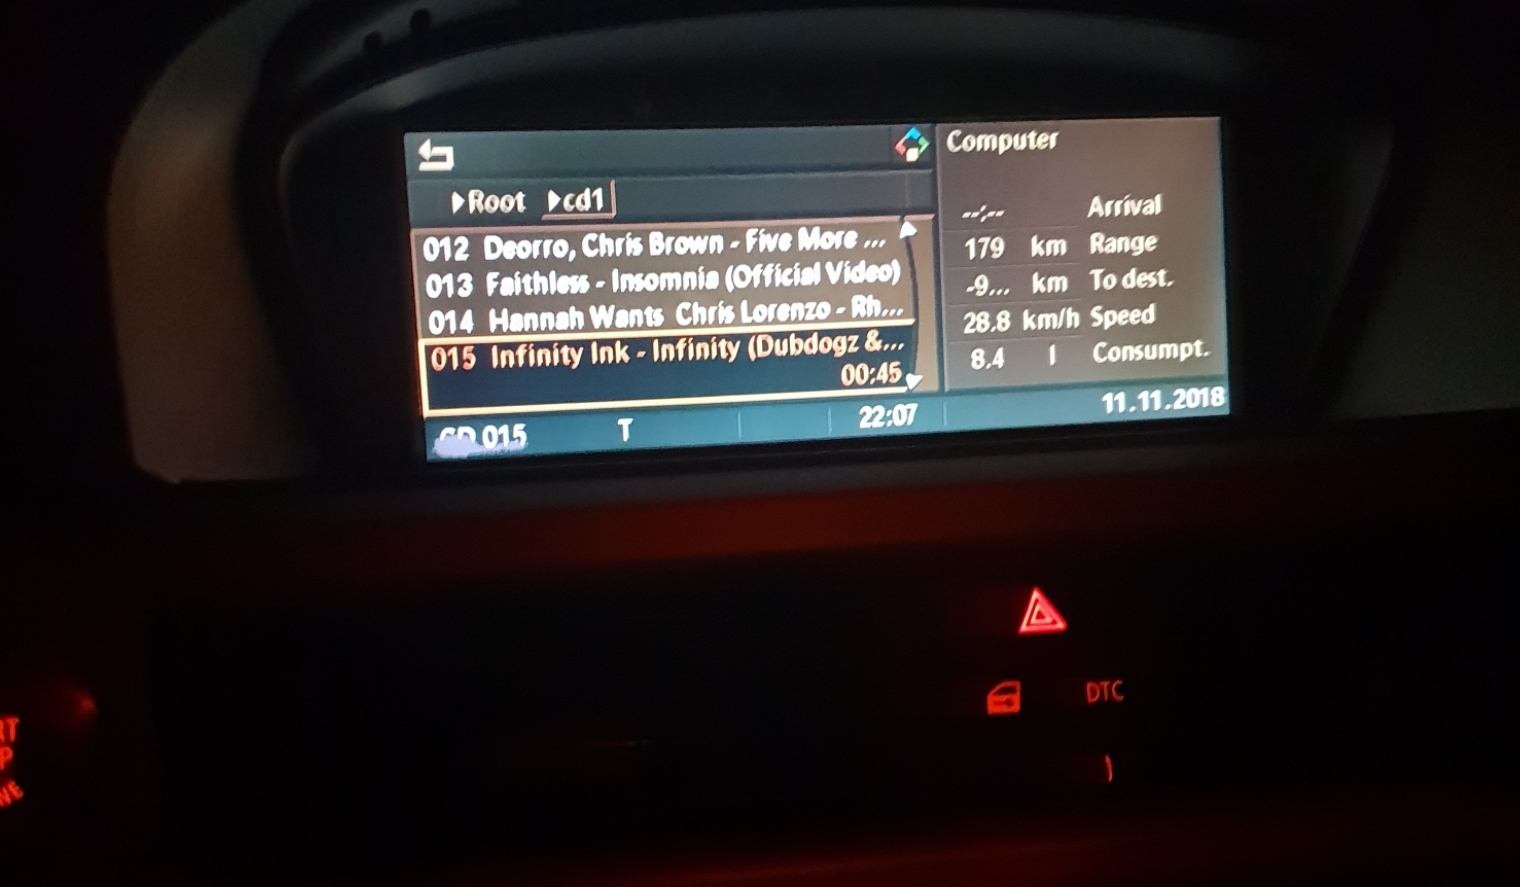 Computer
Root cd1
012 Deorro, Chris Brown - Five More ...
013 Faithless - Insomnia (Official Video)
014 Hannah Wants Chris Lorenzo - Rh...
015 Infinity Ink - Infinity (Dubdogz &...
00:45
--:-- Arrival
179 km Range
-9... km To dest.
28.8 km/h Speed
8.4 l Consumpt.
CD 015 T 22:07 11.11.2018
DTC